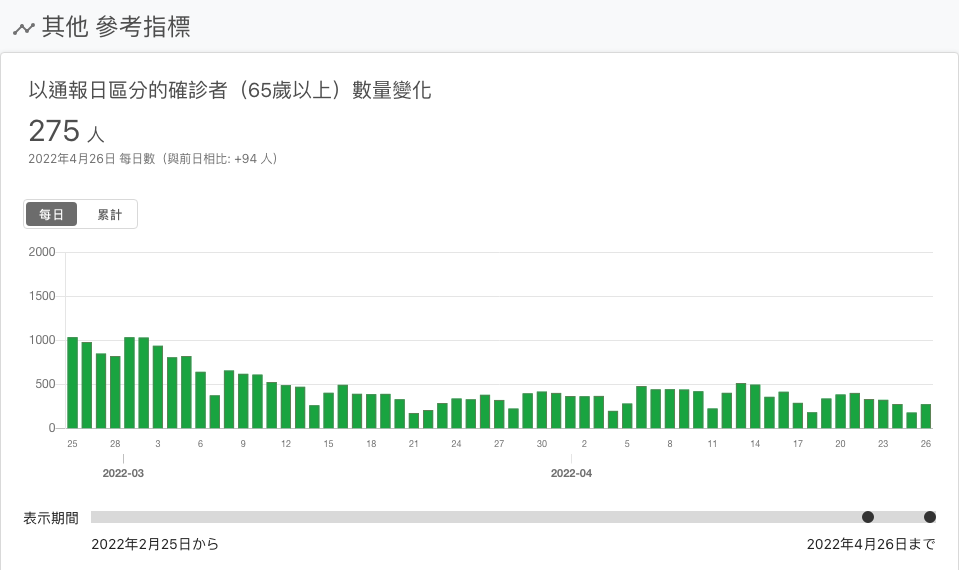 其他 參考指標
以通報日區分的確診者（65歲以上）數量變化
275 人
2022年4月26日 每日數（與前日相比: +94 人）
每日 累計
2000
1500
1000
500
0
25 28 3 6 9 12 15 18 21 24 27 30 2 5 8 11 14 17 20 23 26
2022-03 2022-04
表示期間
2022年2月25日から 2022年4月26日まで